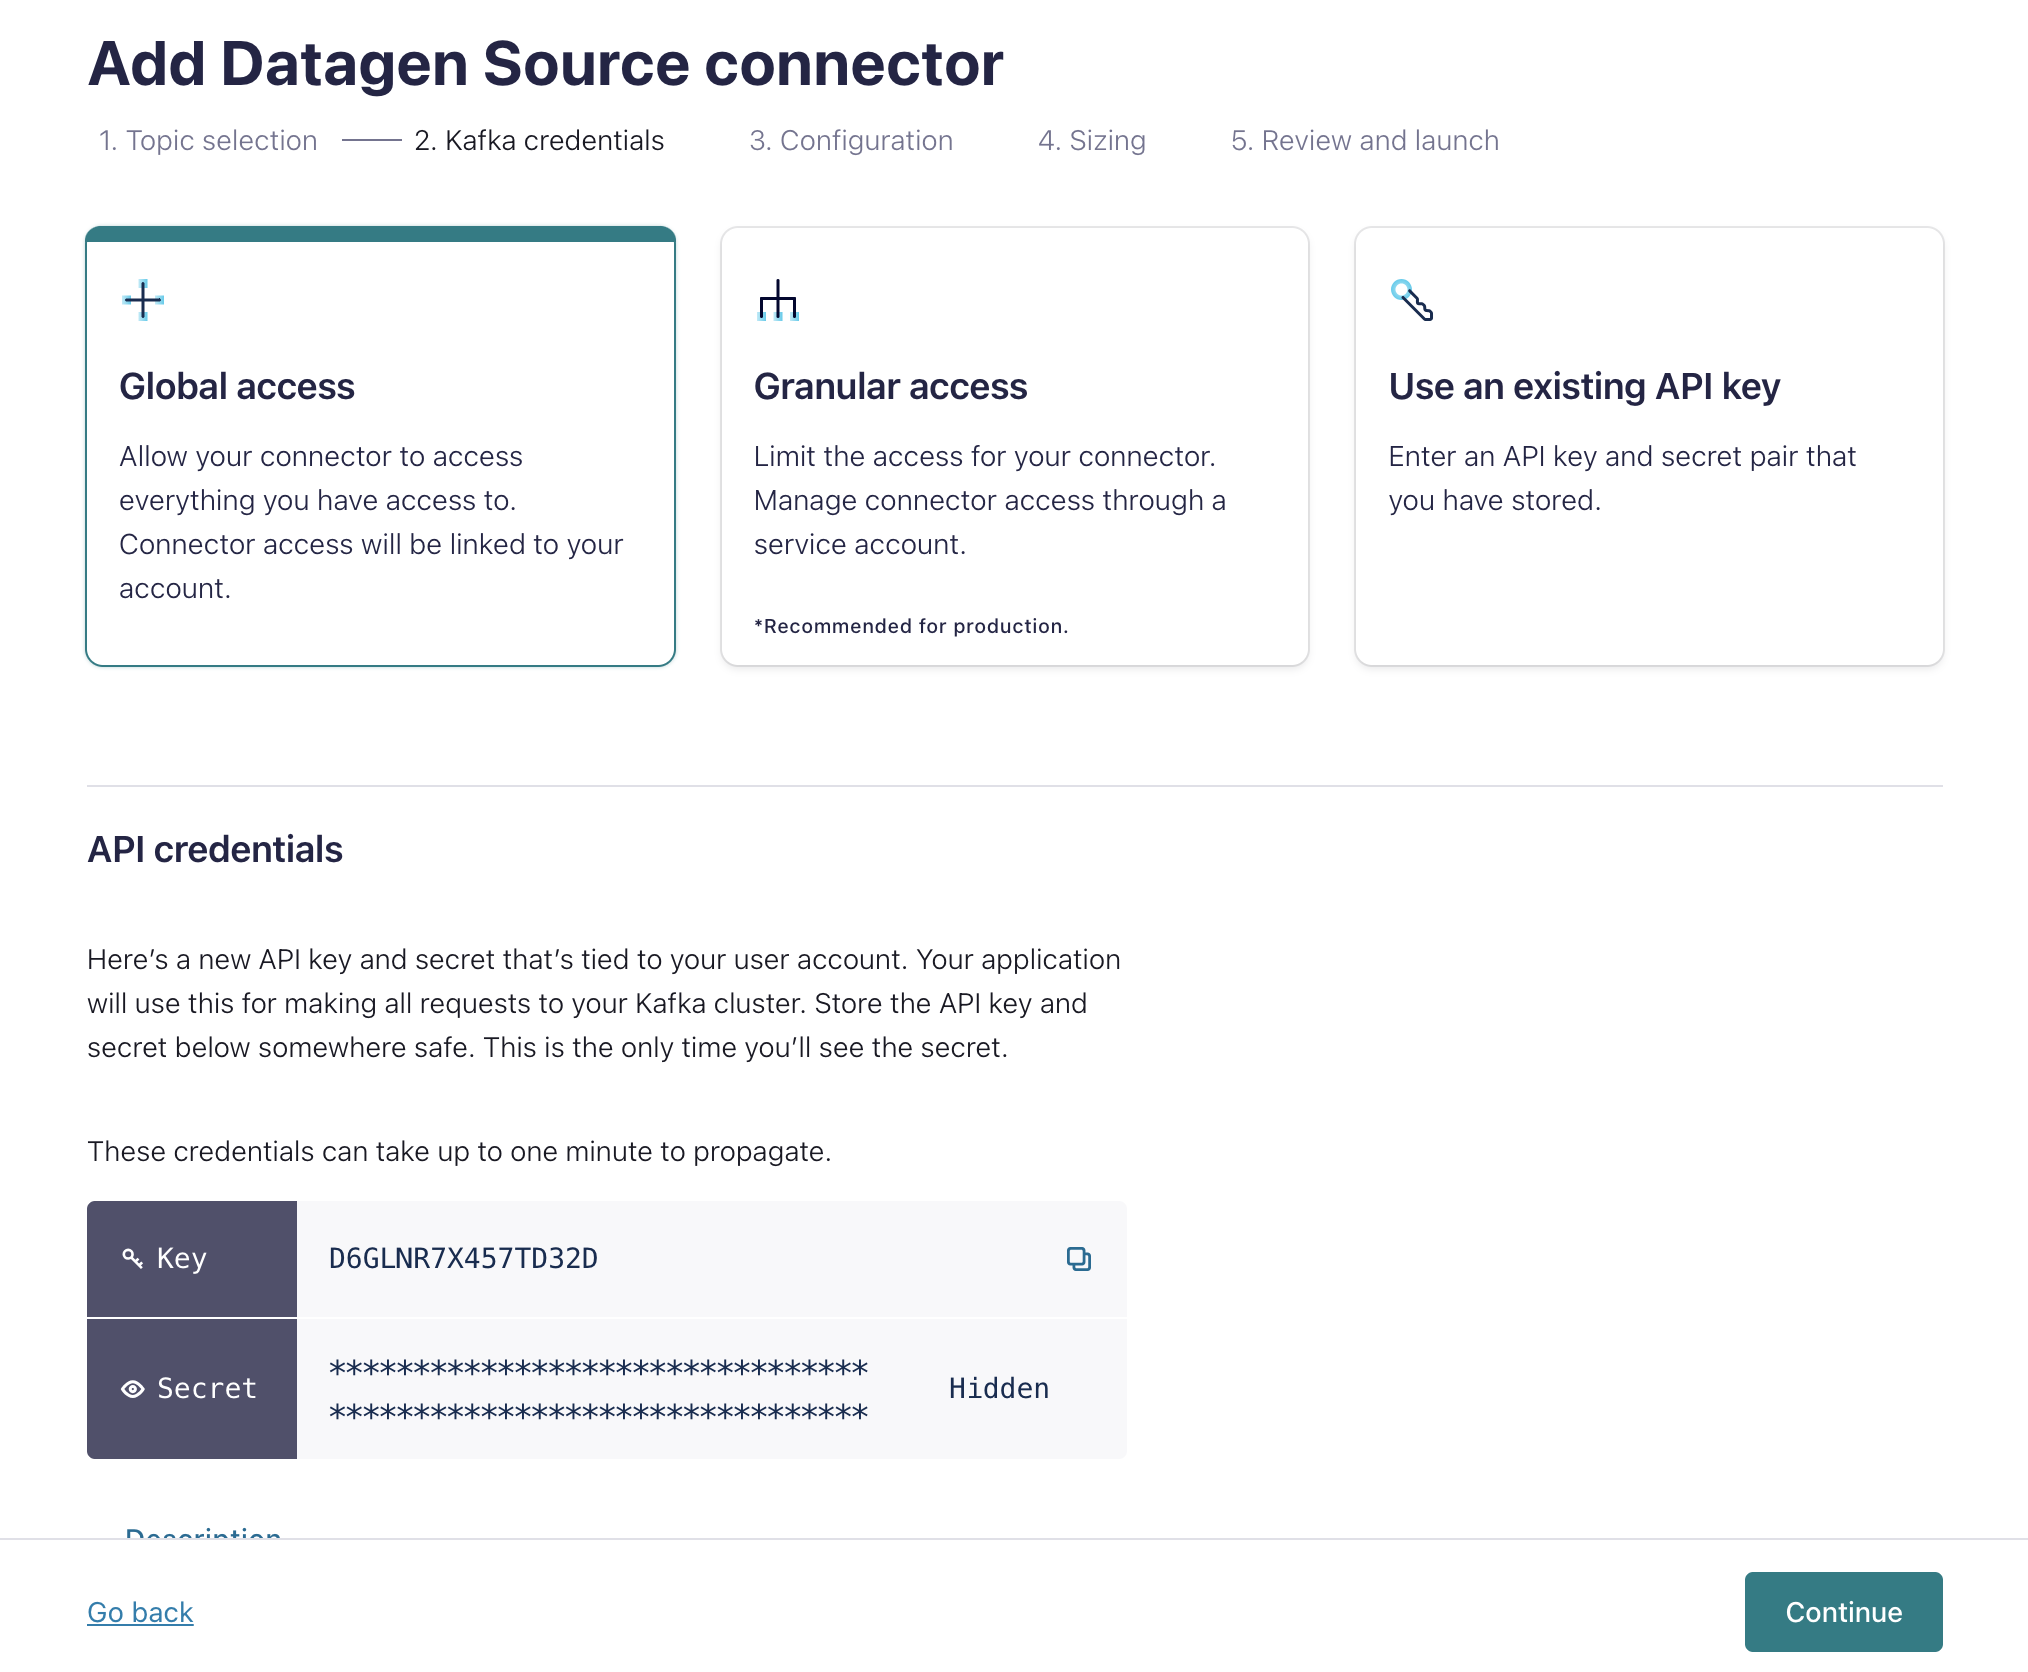 Add Datagen Source connector
1. Topic selection 2. Kafka credentials 3. Configuration 4. Sizing 5. Review and launch
Global access
Allow your connector to access
everything you have access to.
Connector access will be linked to your
account.
Granular access
Limit the access for your connector.
Manage connector access through a
service account.
*Recommended for production.
Use an existing API key
Enter an API key and secret pair that
you have stored.
API credentials
Here's a new API key and secret that's tied to your user account. Your application
will use this for making all requests to your Kafka cluster. Store the API key and
secret below somewhere safe. This is the only time you'll see the secret.
These credentials can take up to one minute to propagate.
Key D6GLNR7X457TD32D
Secret ******************************** Hidden
********************************
Description
Go back Continue